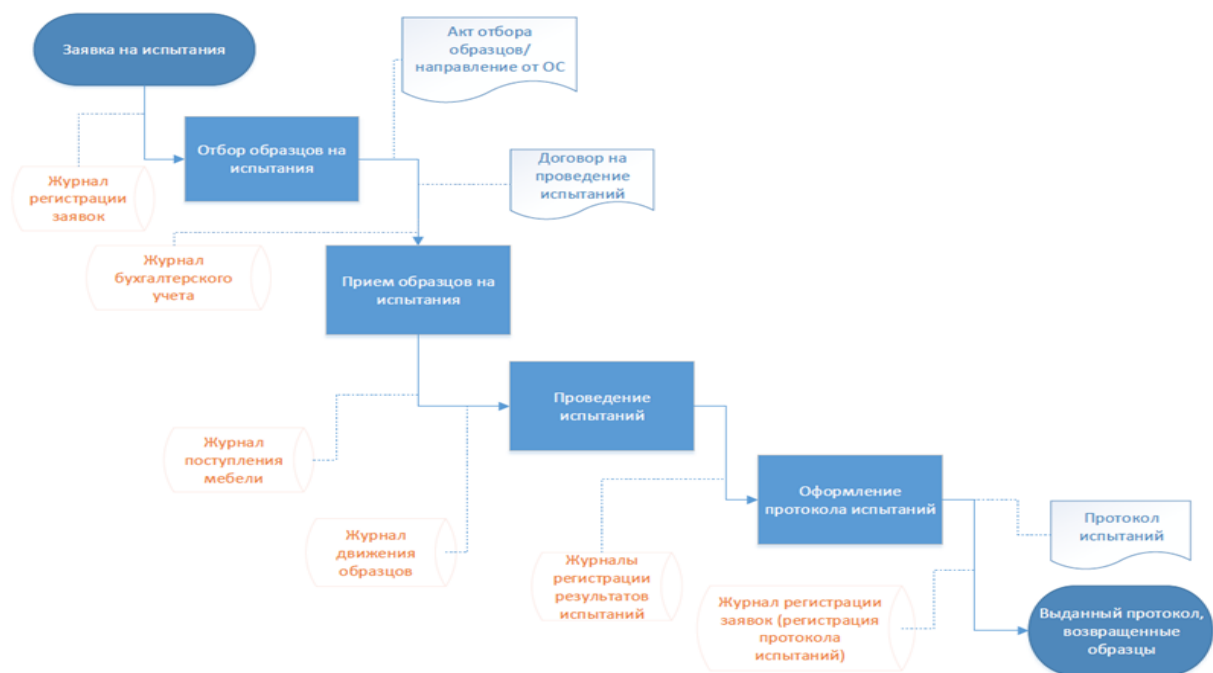 Заявка на испытания
Акт отбора
образцов/
направление от ОС
Отбор образцов на
испытания
Договор на
проведение
испытаний
Журнал
регистрации
заявок
Журнал
бухгалтерского
учета
Прием образцов на
испытания
Проведение
испытаний
Журнал
поступления
мебели
Оформление
протокола испытаний
Журнал
движения
образцов
Протокол
испытаний
Журналы
регистрации
результатов
испытаний
Журнал регистрации
заявок (регистрация
протокола
испытаний)
Выданный протокол,
возвращенные
образцы